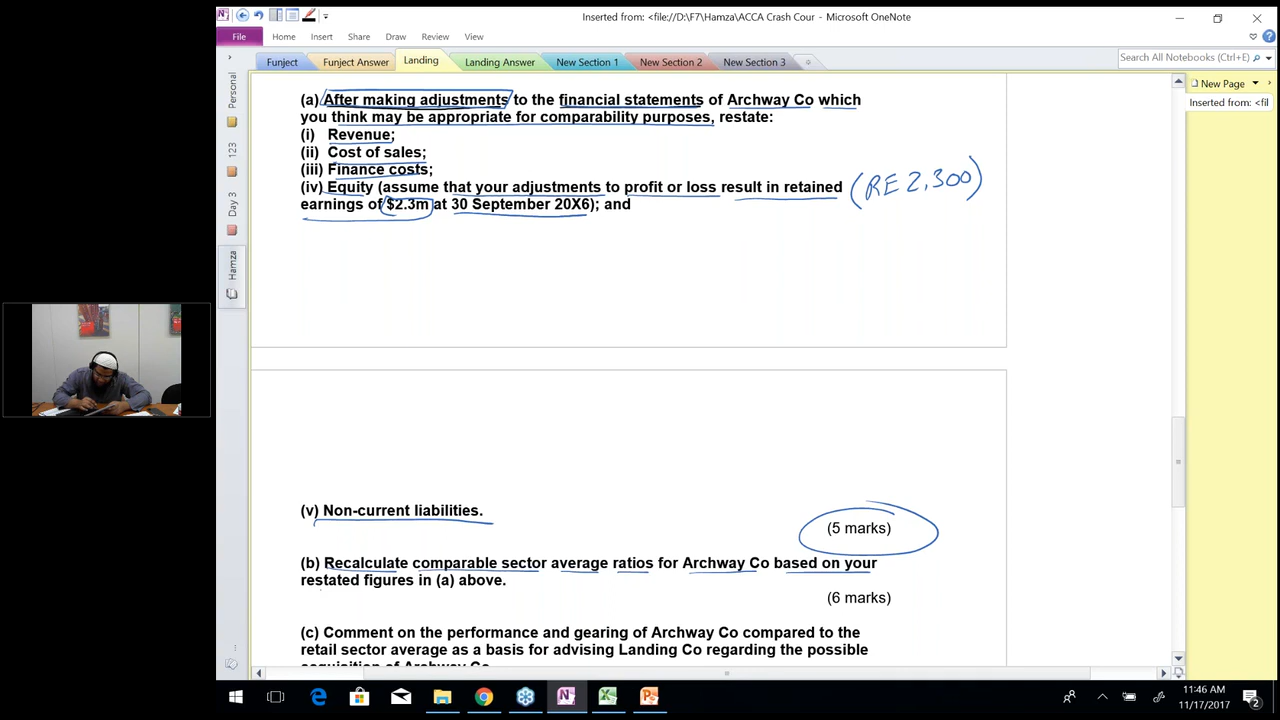 Inserted from: <file://D:\F7\Hamza\ACCA Crash Cour - Microsoft OneNote
File Home Insert Share Draw Review View
Funject Funject Answer Landing Landing Answer New Section 1 New Section 2 New Section 3
Search All Notebooks (Ctrl+E)
New Page
Inserted from: <fil
Personal
123
Day 3
Hamza
(a) After making adjustments to the financial statements of Archway Co which
you think may be appropriate for comparability purposes, restate:
(i) Revenue;
(ii) Cost of sales;
(iii) Finance costs;
(iv) Equity (assume that your adjustments to profit or loss result in retained
earnings of $2.3m at 30 September 20X6); and
(RE 2,300)
(v) Non-current liabilities.
(5 marks)
(b) Recalculate comparable sector average ratios for Archway Co based on your
restated figures in (a) above.
(6 marks)
(c) Comment on the performance and gearing of Archway Co compared to the
retail sector average as a basis for advising Landing Co regarding the possible
acquisition of Archway Co.
11:46 AM
11/17/2017
2